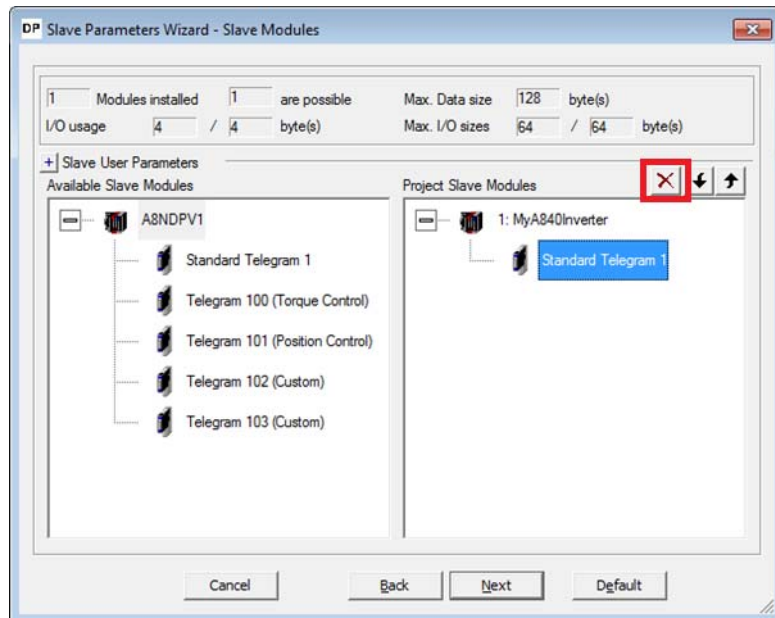 DP Slave Parameters Wizard - Slave Modules
1 Modules installed 1 are possible Max. Data size 128 byte(s)
I/O usage 4 / 4 byte(s) Max. I/O sizes 64 / 64 byte(s)
+ Slave User Parameters
Available Slave Modules Project Slave Modules
A8NDPV1 1: MyA840Inverter
Standard Telegram 1 Standard Telegram 1
Telegram 100 (Torque Control)
Telegram 101 (Position Control)
Telegram 102 (Custom)
Telegram 103 (Custom)
Cancel Back Next Default